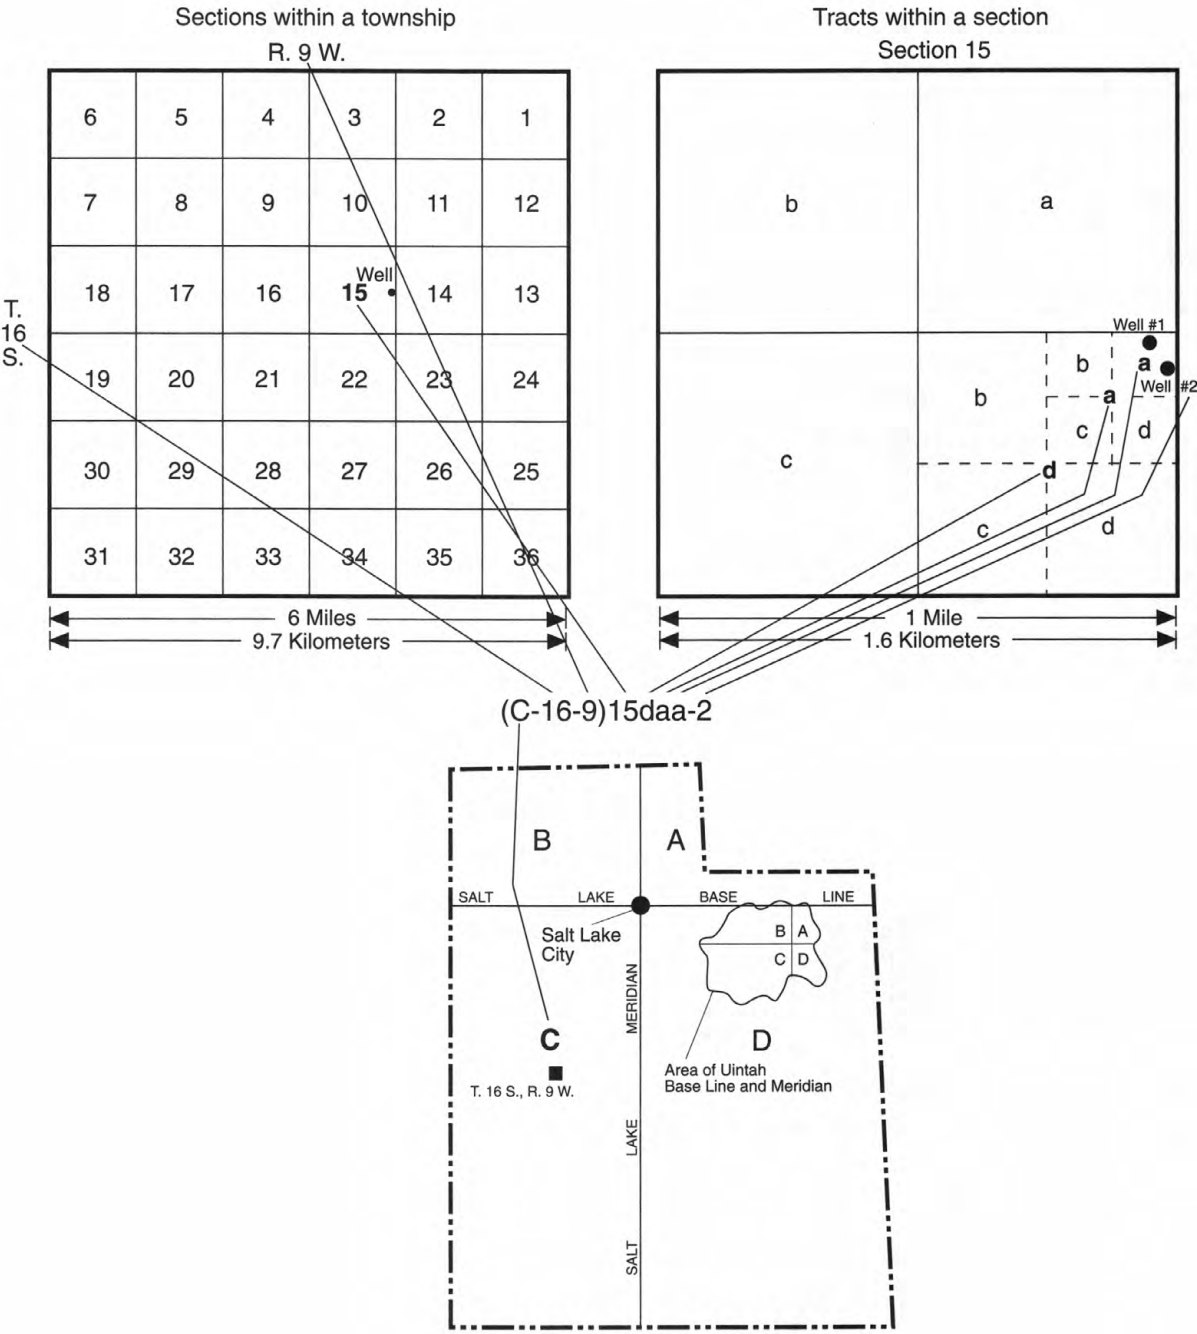 Sections within a township
R. 9 W.
6 5 4 3 2 1
7 8 9 10 11 12
Well
18 17 16 15 14 13
T.
16
S.
19 20 21 22 23 24
30 29 28 27 26 25
31 32 33 34 35 36
6 Miles
9.7 Kilometers
Tracts within a section
Section 15
b a
Well #1
b a
Well #2
b a
c d
c d
c d
1 Mile
1.6 Kilometers
(C-16-9)15daa-2
B A
SALT LAKE BASE LINE
Salt Lake
City
B A
C D
MERIDIAN
C D
T. 16 S., R. 9 W.
Area of Uintah
Base Line and Meridian
LAKE
SALT